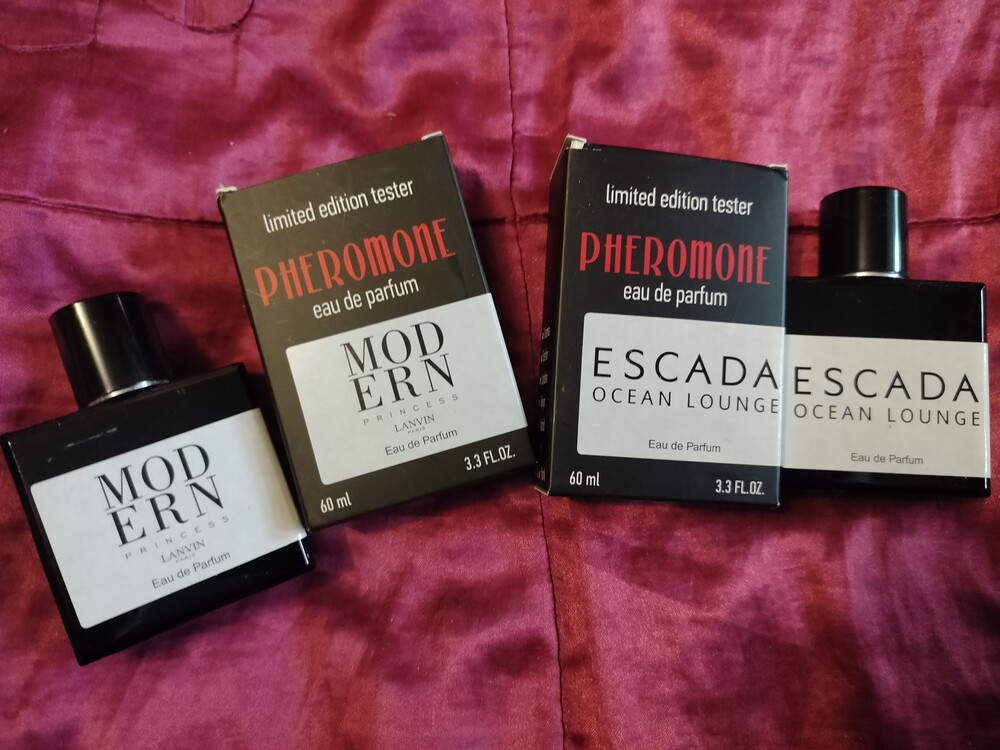 MOD
ERN
PRINCESS
LANVIN
PARIS
Eau de Parfum
limited edition tester
PHEROMONE
eau de parfum
MOD
ERN
PRINCESS
LANVIN
PARIS
Eau de Parfum
60 ml 3.3 FL.OZ.
limited edition tester
PHEROMONE
eau de parfum
ESCADA
OCEAN LOUNGE
Eau de Parfum
60 ml 3.3 FL.OZ.
ESCADA
OCEAN LOUNGE
Eau de Parfum